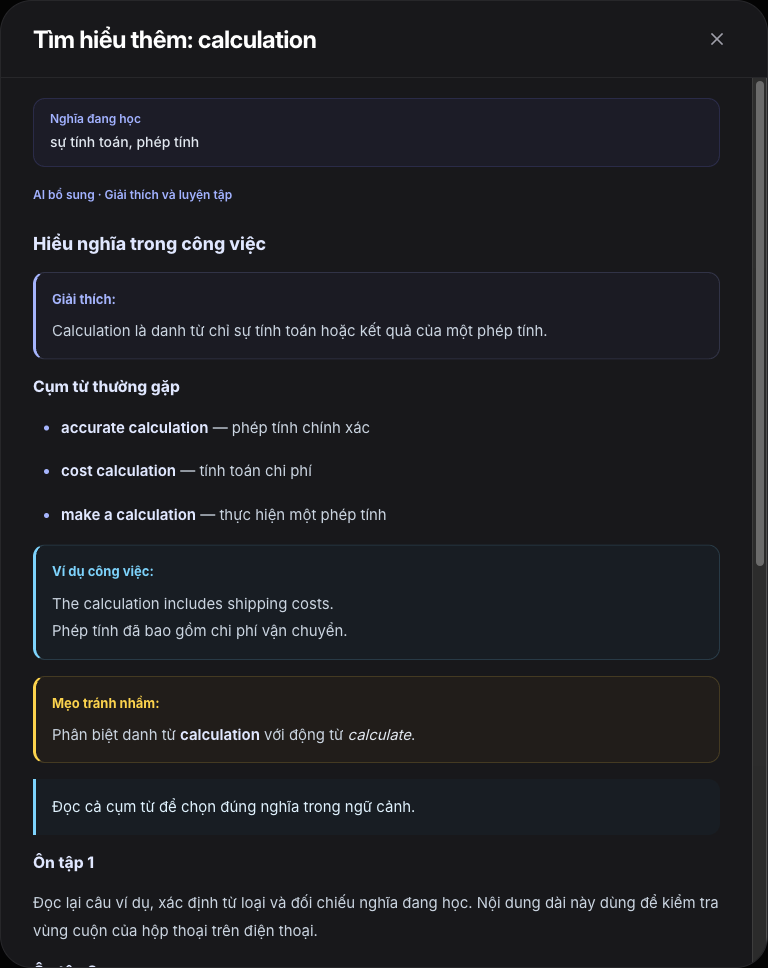 Tìm hiểu thêm: calculation
Nghĩa đang học
sự tính toán, phép tính
AI bổ sung · Giải thích và luyện tập
Hiểu nghĩa trong công việc
Giải thích:
Calculation là danh từ chỉ sự tính toán hoặc kết quả của một phép tính.
Cụm từ thường gặp
accurate calculation — phép tính chính xác
cost calculation — tính toán chi phí
make a calculation — thực hiện một phép tính
Ví dụ công việc:
The calculation includes shipping costs.
Phép tính đã bao gồm chi phí vận chuyển.
Mẹo tránh nhầm:
Phân biệt danh từ calculation với động từ calculate.
Đọc cả cụm từ để chọn đúng nghĩa trong ngữ cảnh.
Ôn tập 1
Đọc lại câu ví dụ, xác định từ loại và đối chiếu nghĩa đang học. Nội dung dài này dùng để kiểm tra
vùng cuộn của hộp thoại trên điện thoại.